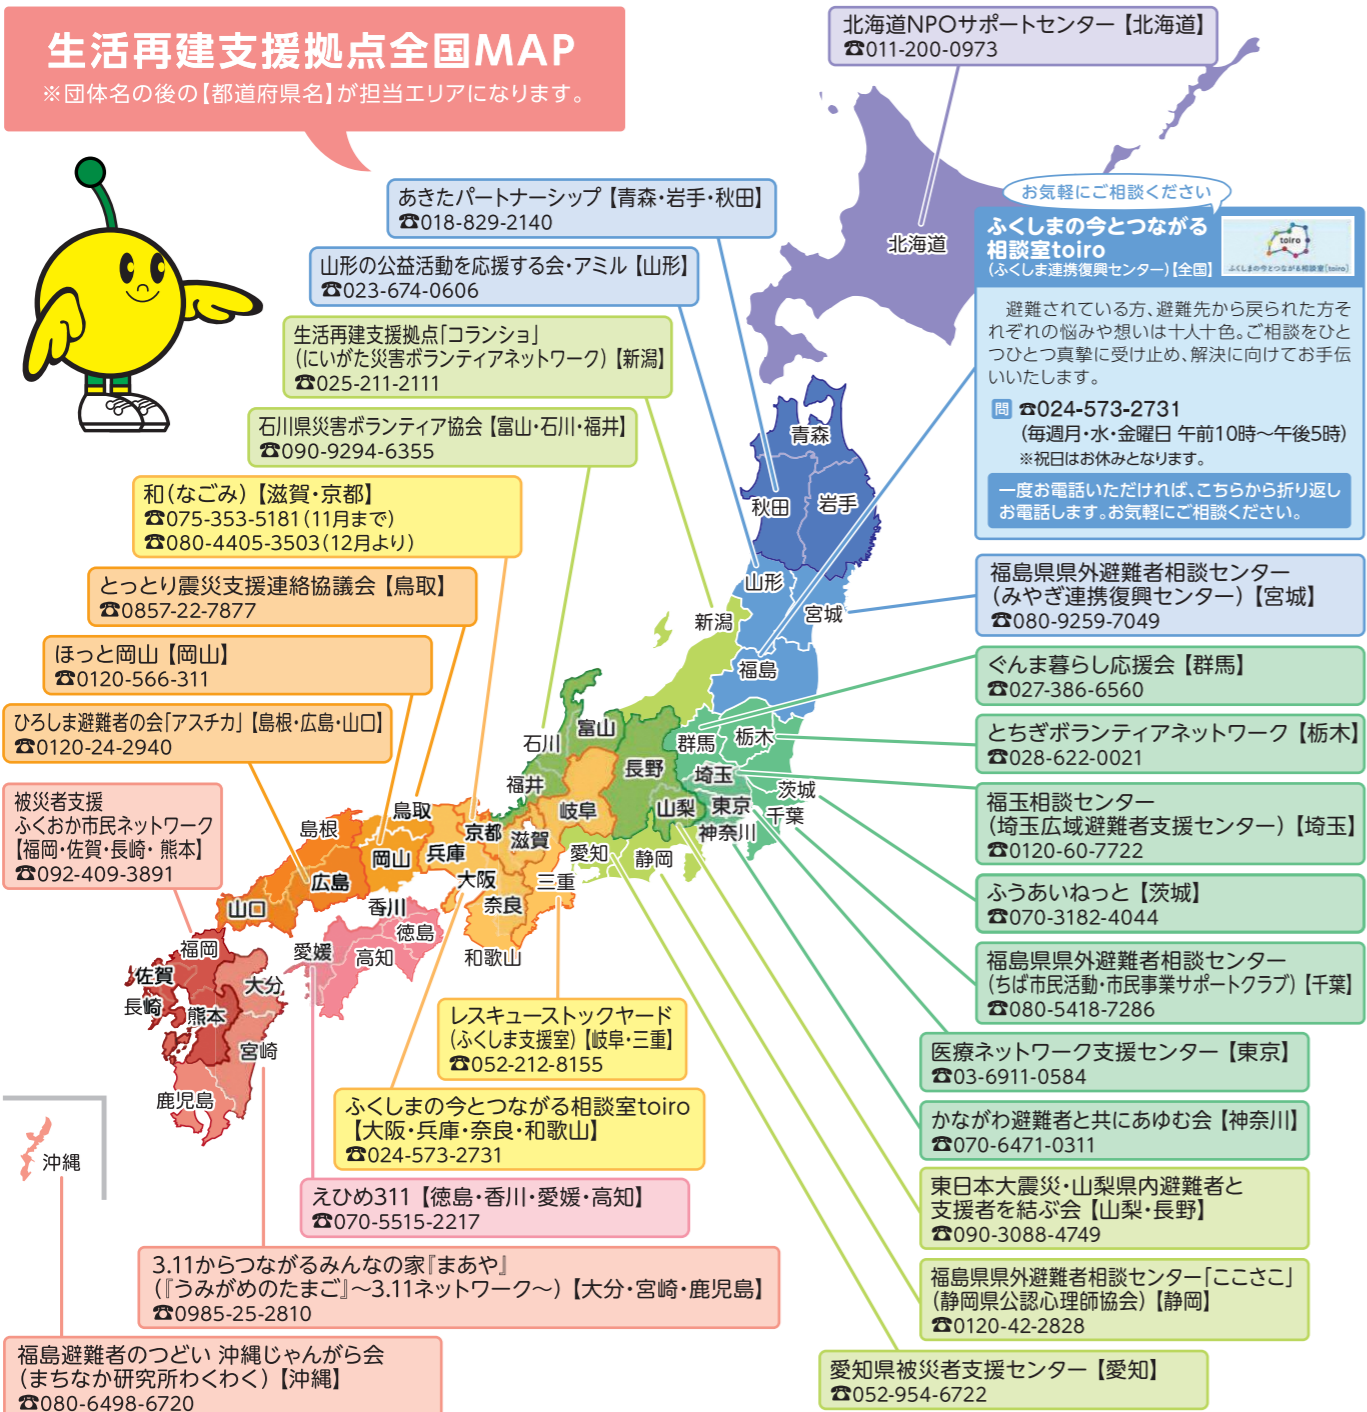 生活再建支援拠点全国MAP
※団体名の後の【都道府県名】が担当エリアになります。
北海道NPOサポートセンター【北海道】
☎011-200-0973
あきたパートナーシップ【青森・岩手・秋田】
☎018-829-2140
山形の公益活動を応援する会・アミル【山形】
☎023-674-0606
生活再建支援拠点「コランショ」
(にいがた災害ボランティアネットワーク)【新潟】
☎025-211-2111
石川県災害ボランティア協会【富山・石川・福井】
☎090-9294-6355
和(なごみ)【滋賀・京都】
☎075-353-5181(11月まで)
☎080-4405-3503(12月より)
とっとり震災支援連絡協議会【鳥取】
☎0857-22-7877
ほっと岡山【岡山】
☎0120-566-311
ひろしま避難者の会「アスチカ」【島根・広島・山口】
☎0120-24-2940
被災者支援
ふくおか市民ネットワーク
【福岡・佐賀・長崎・熊本】
☎092-409-3891
お気軽にご相談ください
ふくしまの今とつながる
相談室toiro
(ふくしま連携復興センター)【全国】
toiro
ふくしまの今とつながる相談室[toiro]
避難されている方、避難先から戻られた方そ
れぞれの悩みや想いは十人十色。ご相談をひと
つひとつ真摯に受け止め、解決に向けてお手伝
いいたします。
問 ☎024-573-2731
(毎週月・水・金曜日 午前10時〜午後5時)
※祝日はお休みとなります。
一度お電話いただければ、こちらから折り返し
お電話します。お気軽にご相談ください。
福島県県外避難者相談センター
(みやぎ連携復興センター)【宮城】
☎080-9259-7049
ぐんま暮らし応援会【群馬】
☎027-386-6560
とちぎボランティアネットワーク【栃木】
☎028-622-0021
福玉相談センター
(埼玉広域避難者支援センター)【埼玉】
☎0120-60-7722
ふうあいねっと【茨城】
☎070-3182-4044
福島県県外避難者相談センター
(ちば市民活動・市民事業サポートクラブ)【千葉】
☎080-5418-7286
医療ネットワーク支援センター【東京】
☎03-6911-0584
かながわ避難者と共にあゆむ会【神奈川】
☎070-6471-0311
東日本大震災・山梨県内避難者と
支援者を結ぶ会【山梨・長野】
☎090-3088-4749
福島県県外避難者相談センター「ここさこ」
(静岡県公認心理師協会)【静岡】
☎0120-42-2828
愛知県被災者支援センター【愛知】
☎052-954-6722
レスキューストックヤード
(ふくしま支援室)【岐阜・三重】
☎052-212-8155
ふくしまの今とつながる相談室toiro
【大阪・兵庫・奈良・和歌山】
☎024-573-2731
えひめ311【徳島・香川・愛媛・高知】
☎070-5515-2217
3.11からつながるみんなの家『まあや』
(『うみがめのたまご』〜3.11ネットワーク〜)【大分・宮崎・鹿児島】
☎0985-25-2810
福島避難者のつどい 沖縄じゃんがら会
(まちなか研究所わくわく)【沖縄】
☎080-6498-6720
北海道
青森
秋田
岩手
山形
宮城
新潟
福島
富山
石川
群馬
栃木
長野
埼玉
福井
茨城
岐阜
山梨
東京
千葉
神奈川
鳥取
島根
京都
滋賀
愛知
静岡
岡山
兵庫
広島
大阪
三重
山口
香川
奈良
徳島
福岡
愛媛
高知
和歌山
佐賀
大分
長崎
熊本
宮崎
鹿児島
沖縄